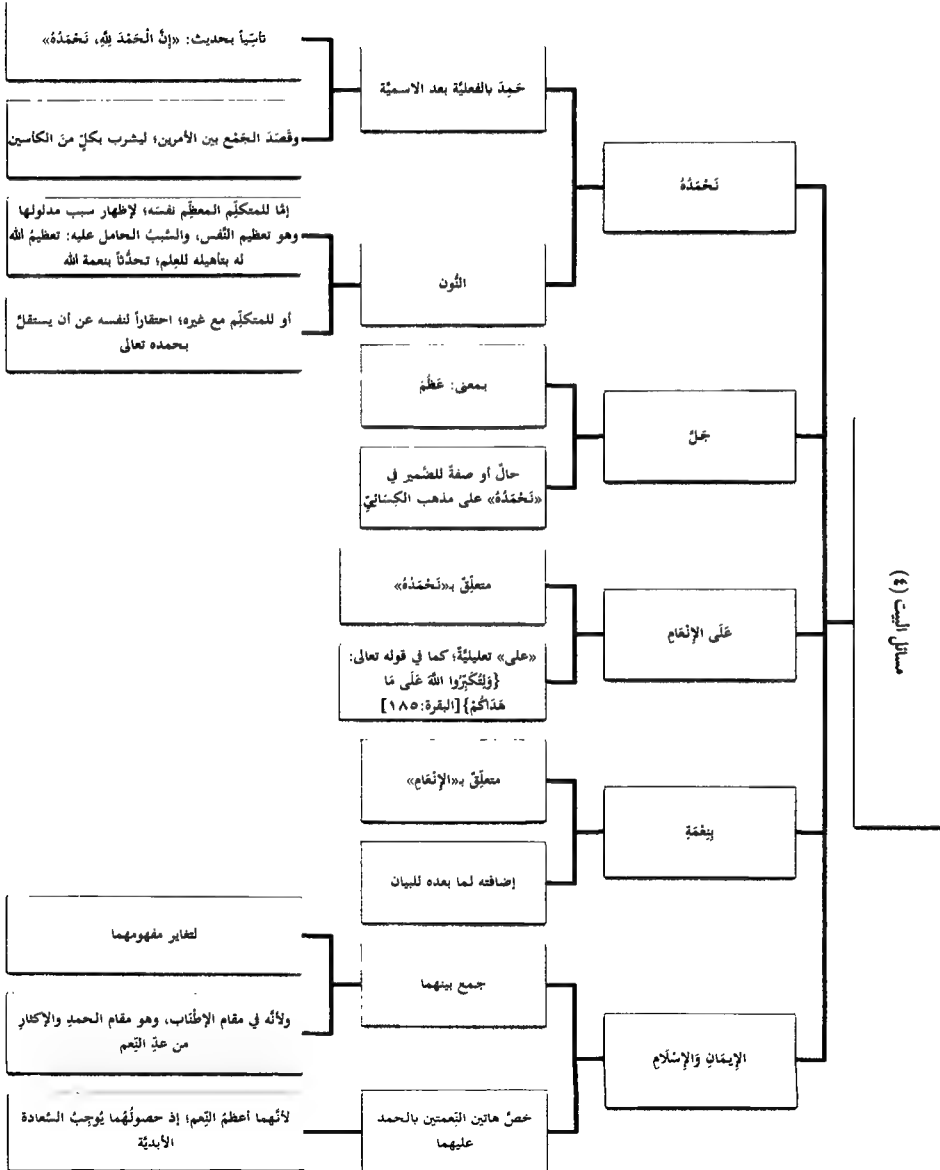 مسائل البيت (٤)
نَحْمَدُهُ
حَمِدَ بالفعليَّة بعد الاسميَّة
تأسِّياً بحديث: «إِنَّ الْحَمْدَ لِلَّهِ، نَحْمَدُهُ»
وقَصَدَ الجَمْع بين الأمرين؛ ليشرب بكلٍّ منَ الكأسين
النُّون
إمَّا للمتكلِّم المعظِّم نفسَه؛ لإظهار سبب مدلولها
وهو تعظيم النَّفس، والسَّببُ الحامل عليه: تعظيمُ الله
له بتأهيله للعِلم؛ تحدُّثاً بنعمة الله
أو للمتكلِّم مع غيره؛ احتقاراً لنفسه عن أن يستقلَّ
بحمده تعالى
جَلَّ
بمعنى: عَظُمَ
حالٌ أو صفةٌ للضَّمير في
«نَحْمَدُهُ» على مذهب الكِسَائِيِّ
عَلَى الإِنْعَامِ
متعلِّقٌ بـ«نَحْمَدُهُ»
«على» تعليليَّةٌ؛ كما في قوله تعالى:
{وَلِتُكَبِّرُوا اللَّهَ عَلَى مَا
هَدَاكُمْ} [البقرة:١٨٥]
بِنِعْمَةِ
متعلِّقٌ بـ«الإِنْعَامِ»
إضافته لما بعده للبيان
الإِيمَانِ وَالإِسْلَامِ
جمع بينهما
لتغاير مفهومهما
ولأنَّه في مقام الإِطْنَاب، وهو مقام الحمدِ والإكثارِ
من عدِّ النِّعم
خصَّ هاتين النِّعمتين بالحمد
عليهما
لأنَّهما أعظمُ النِّعم؛ إذ حصولُهُما يُوجِبُ السَّعادة
الأبديَّة